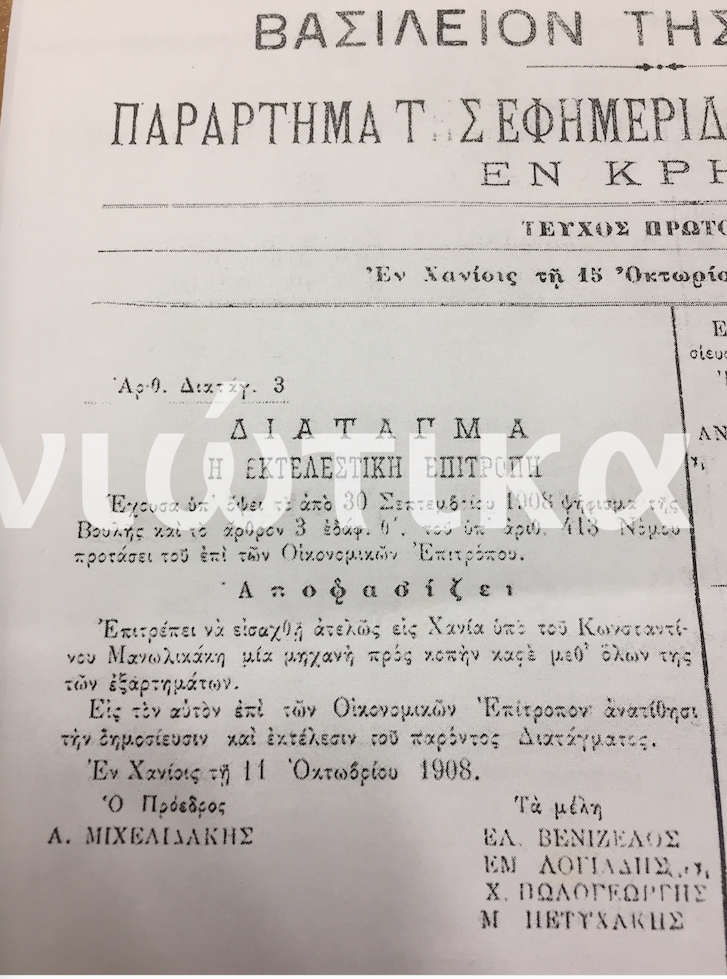 ΒΑΣΙΛΕΙΟΝ ΤΗΣ
ΠΑΡΑΡΤΗΜΑ Τ ΣΕΦΗΜΕΡΙΔ
ΕΝ ΚΡΗ
ΤΕΥΧΟΣ ΠΡΩΤΟ
Ἐν Χανίοις τῇ 15 Ὀκτωρίο
Ἀρθ. Διατάγ. 3
ΔΙΑΤΑΓΜΑ
Η ΕΚΤΕΛΕΣΤΙΚΗ ΕΠΙΤΡΟΠΗ
Ἔχουσα ὑπ' ὄψει τὸ ἀπὸ 30 Σεπτεμβρίου 1908 ψήφισμα τῆς
Βουλῆς καὶ τὸ ἄρθρον 3 ἐδάφ. θ'. τοῦ ὑπ' ἀριθ. 413 Νόμου
προτάσει τοῦ ἐπὶ τῶν Οἰκονομικῶν Ἐπιτρόπου.
Ἀποφασίζει
Ἐπιτρέπει νὰ εἰσαχθῇ ἀτελῶς εἰς Χανία ὑπὸ τοῦ Κωνσταντί-
νου Μανωλικάκη μία μηχανὴ πρὸς κοπὴν καφὲ μεθ' ὅλων της
τῶν ἐξαρτημάτων.
Εἰς τὸν αὐτὸν ἐπὶ τῶν Οἰκονομικῶν Ἐπίτροπον ἀνατίθησι
τὴν δημοσίευσιν καὶ ἐκτέλεσιν τοῦ παρόντος Διατάγματος.
Ἐν Χανίοις τῇ 11 Ὀκτωβρίου 1908.
Ὁ Πρόεδρος
Α. ΜΙΧΕΛΙΔΑΚΗΣ
Τὰ μέλη
ΕΛ. ΒΕΝΙΖΕΛΟΣ
ΕΜ ΛΟΓΙΑΔΗΣ
Χ. ΠΩΛΟΓΕΩΡΓΗΣ
Μ ΠΕΤΥΧΑΚΗΣ
νιώτικα